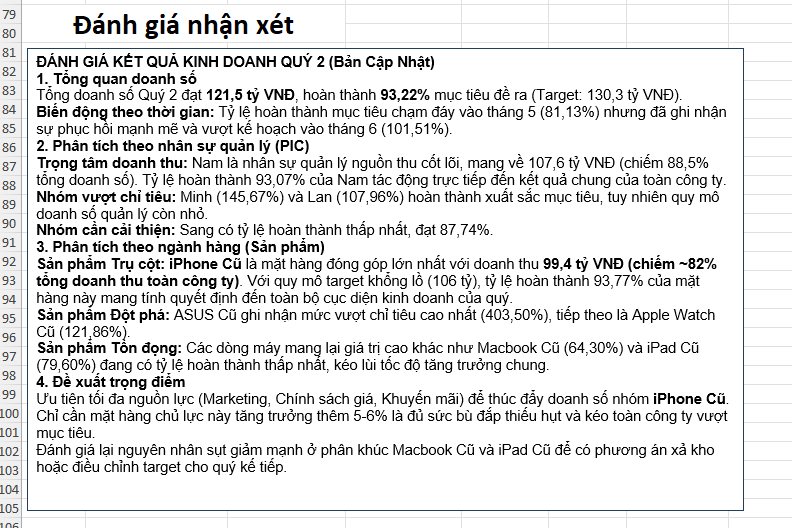 79
Đánh giá nhận xét
80
81
ĐÁNH GIÁ KẾT QUẢ KINH DOANH QUÝ 2 (Bản Cập Nhật)
82
1. Tổng quan doanh số
83
Tổng doanh số Quý 2 đạt 121,5 tỷ VNĐ, hoàn thành 93,22% mục tiêu đề ra (Target: 130,3 tỷ VNĐ).
84
Biến động theo thời gian: Tỷ lệ hoàn thành mục tiêu chạm đáy vào tháng 5 (81,13%) nhưng đã ghi nhận
85
sự phục hồi mạnh mẽ và vượt kế hoạch vào tháng 6 (101,51%).
86
2. Phân tích theo nhân sự quản lý (PIC)
87
Trọng tâm doanh thu: Nam là nhân sự quản lý nguồn thu cốt lõi, mang về 107,6 tỷ VNĐ (chiếm 88,5%
88
tổng doanh số). Tỷ lệ hoàn thành 93,07% của Nam tác động trực tiếp đến kết quả chung của toàn công ty.
89
Nhóm vượt chỉ tiêu: Minh (145,67%) và Lan (107,96%) hoàn thành xuất sắc mục tiêu, tuy nhiên quy mô
90
doanh số quản lý còn nhỏ.
Nhóm cần cải thiện: Sang có tỷ lệ hoàn thành thấp nhất, đạt 87,74%.
91
3. Phân tích theo ngành hàng (Sản phẩm)
92
Sản phẩm Trụ cột: iPhone Cũ là mặt hàng đóng góp lớn nhất với doanh thu 99,4 tỷ VNĐ (chiếm ~82%
93
tổng doanh thu toàn công ty). Với quy mô target khổng lồ (106 tỷ), tỷ lệ hoàn thành 93,77% của mặt
94
hàng này mang tính quyết định đến toàn bộ cục diện kinh doanh của quý.
95
Sản phẩm Đột phá: ASUS Cũ ghi nhận mức vượt chỉ tiêu cao nhất (403,50%), tiếp theo là Apple Watch
96
Cũ (121,86%).
97
Sản phẩm Tồn đọng: Các dòng máy mang lại giá trị cao khác như Macbook Cũ (64,30%) và iPad Cũ
98
(79,60%) đang có tỷ lệ hoàn thành thấp nhất, kéo lùi tốc độ tăng trưởng chung.
99
4. Đề xuất trọng điểm
Ưu tiên tối đa nguồn lực (Marketing, Chính sách giá, Khuyến mãi) để thúc đẩy doanh số nhóm iPhone Cũ.
100
Chỉ cần mặt hàng chủ lực này tăng trưởng thêm 5-6% là đủ sức bù đắp thiếu hụt và kéo toàn công ty vượt
101
mục tiêu.
102
Đánh giá lại nguyên nhân sụt giảm mạnh ở phân khúc Macbook Cũ và iPad Cũ để có phương án xả kho
103
hoặc điều chỉnh target cho quý kế tiếp.
104
105
106